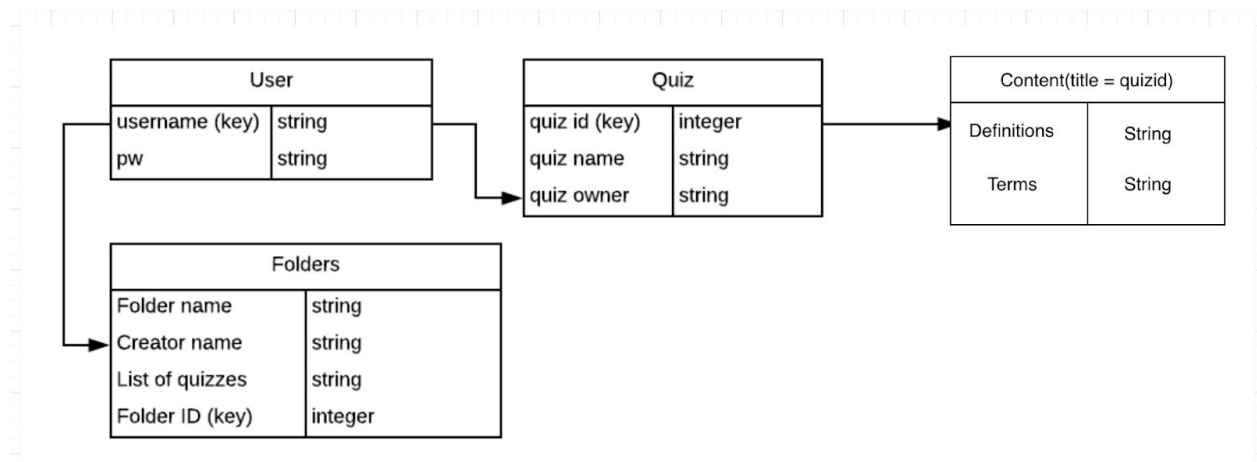 User
username (key) string
pw string
Quiz
quiz id (key) integer
quiz name string
quiz owner string
Content(title = quizid)
Definitions String
Terms String
Folders
Folder name string
Creator name string
List of quizzes string
Folder ID (key) integer